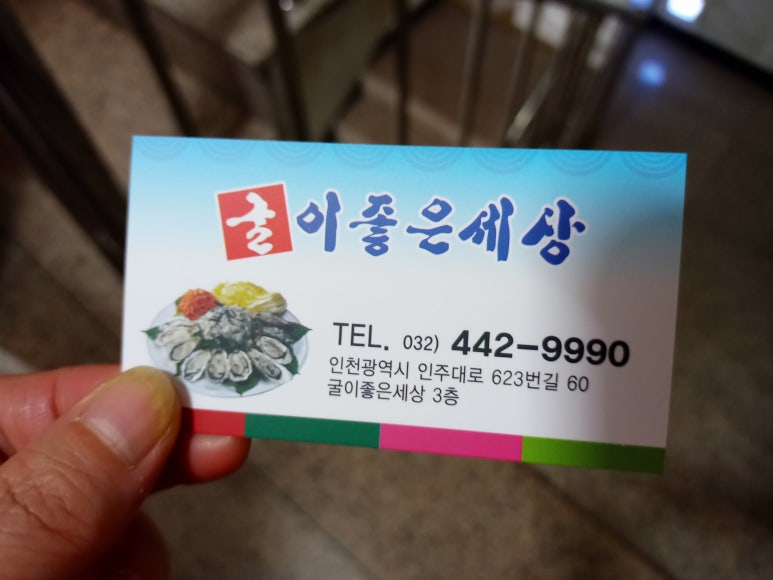 굴이좋은세상
TEL. 032) 442-9990
인천광역시 인주대로 623번길 60
굴이좋은세상 3층